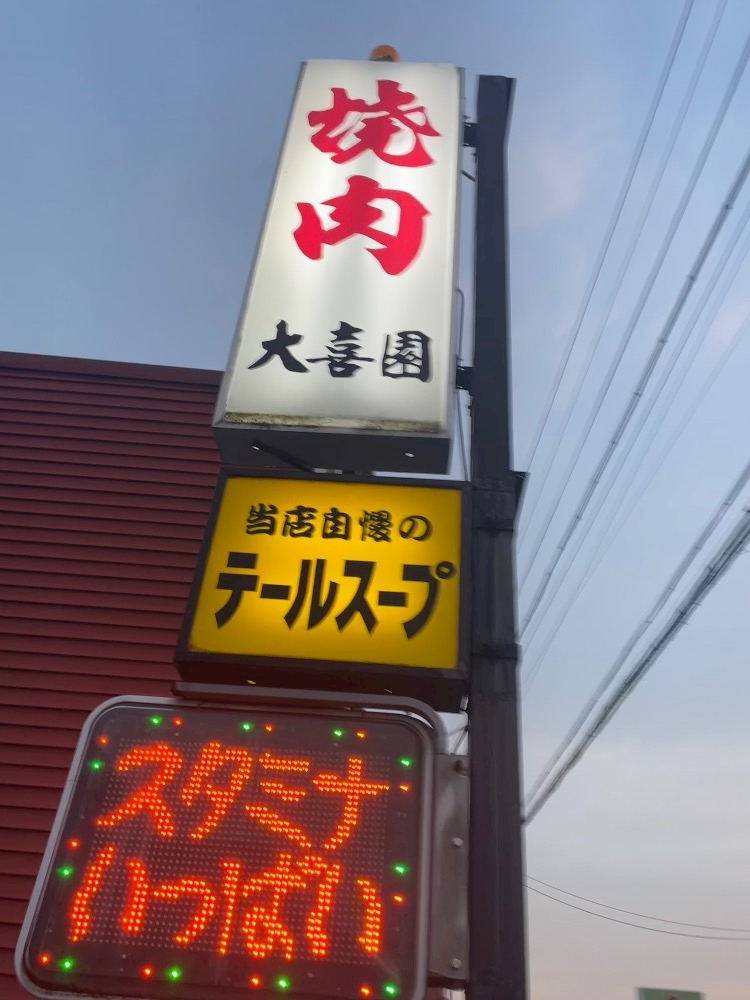 焼肉
大喜園
当店自慢の
テールスープ
スタミナ
いっぱい